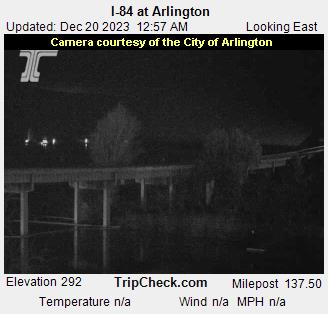 I-84 at Arlington
Updated: Dec 20 2023 12:57 AM Looking East
Camera courtesy of the City of Arlington
Elevation 292 TripCheck.com Milepost 137.50
Temperature n/a Wind n/a MPH n/a